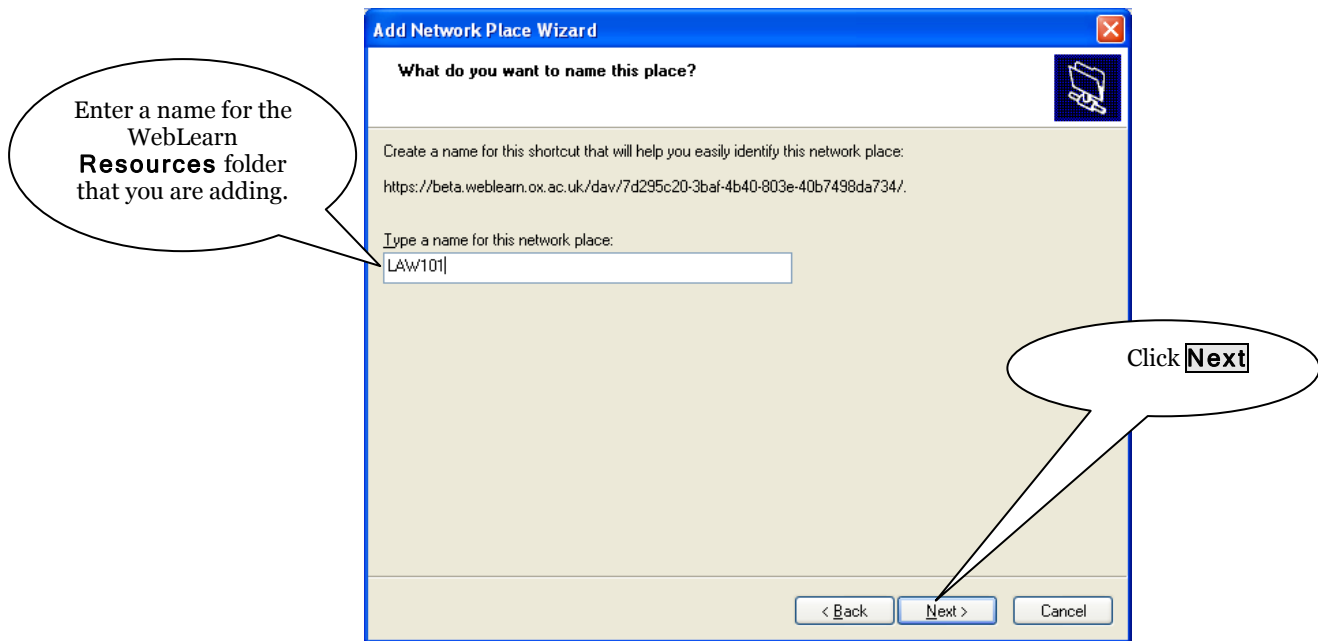 Add Network Place Wizard
What do you want to name this place?
Enter a name for the
WebLearn
Resources folder
that you are adding.
Create a name for this shortcut that will help you easily identify this network place:
https://beta.weblearn.ox.ac.uk/dav/7d295c20-3baf-4b40-803e-40b7498da734/.
Type a name for this network place:
LAW101
Click Next
< Back
Next >
Cancel